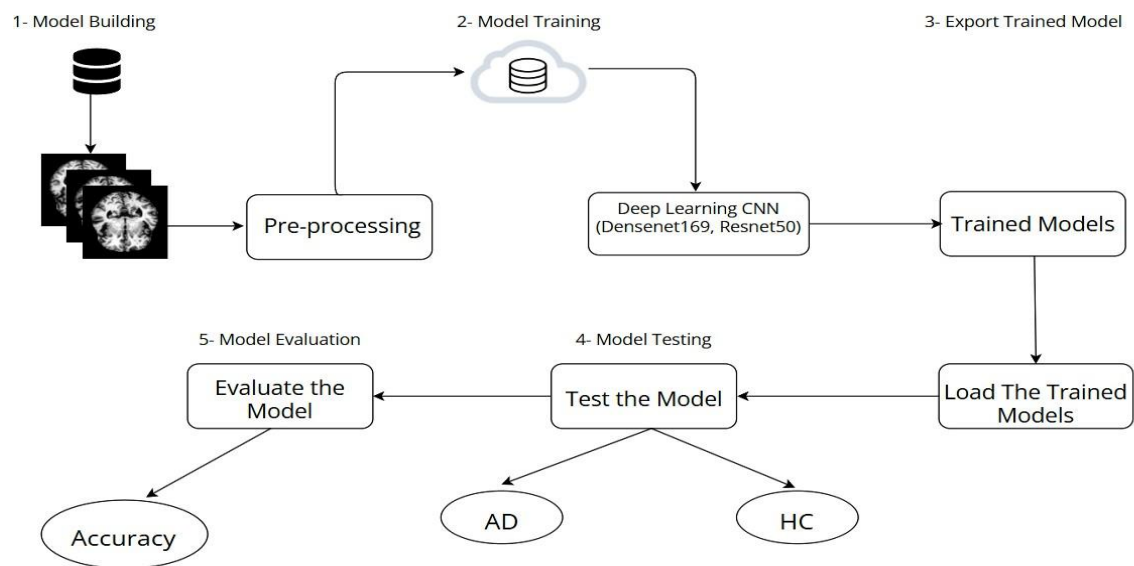 1- Model Building
2- Model Training
3- Export Trained Model
Pre-processing
Deep Learning CNN
(Densenet169, Resnet50)
Trained Models
5- Model Evaluation
4- Model Testing
Evaluate the
Model
Test the Model
Load The Trained
Models
Accuracy
AD
HC